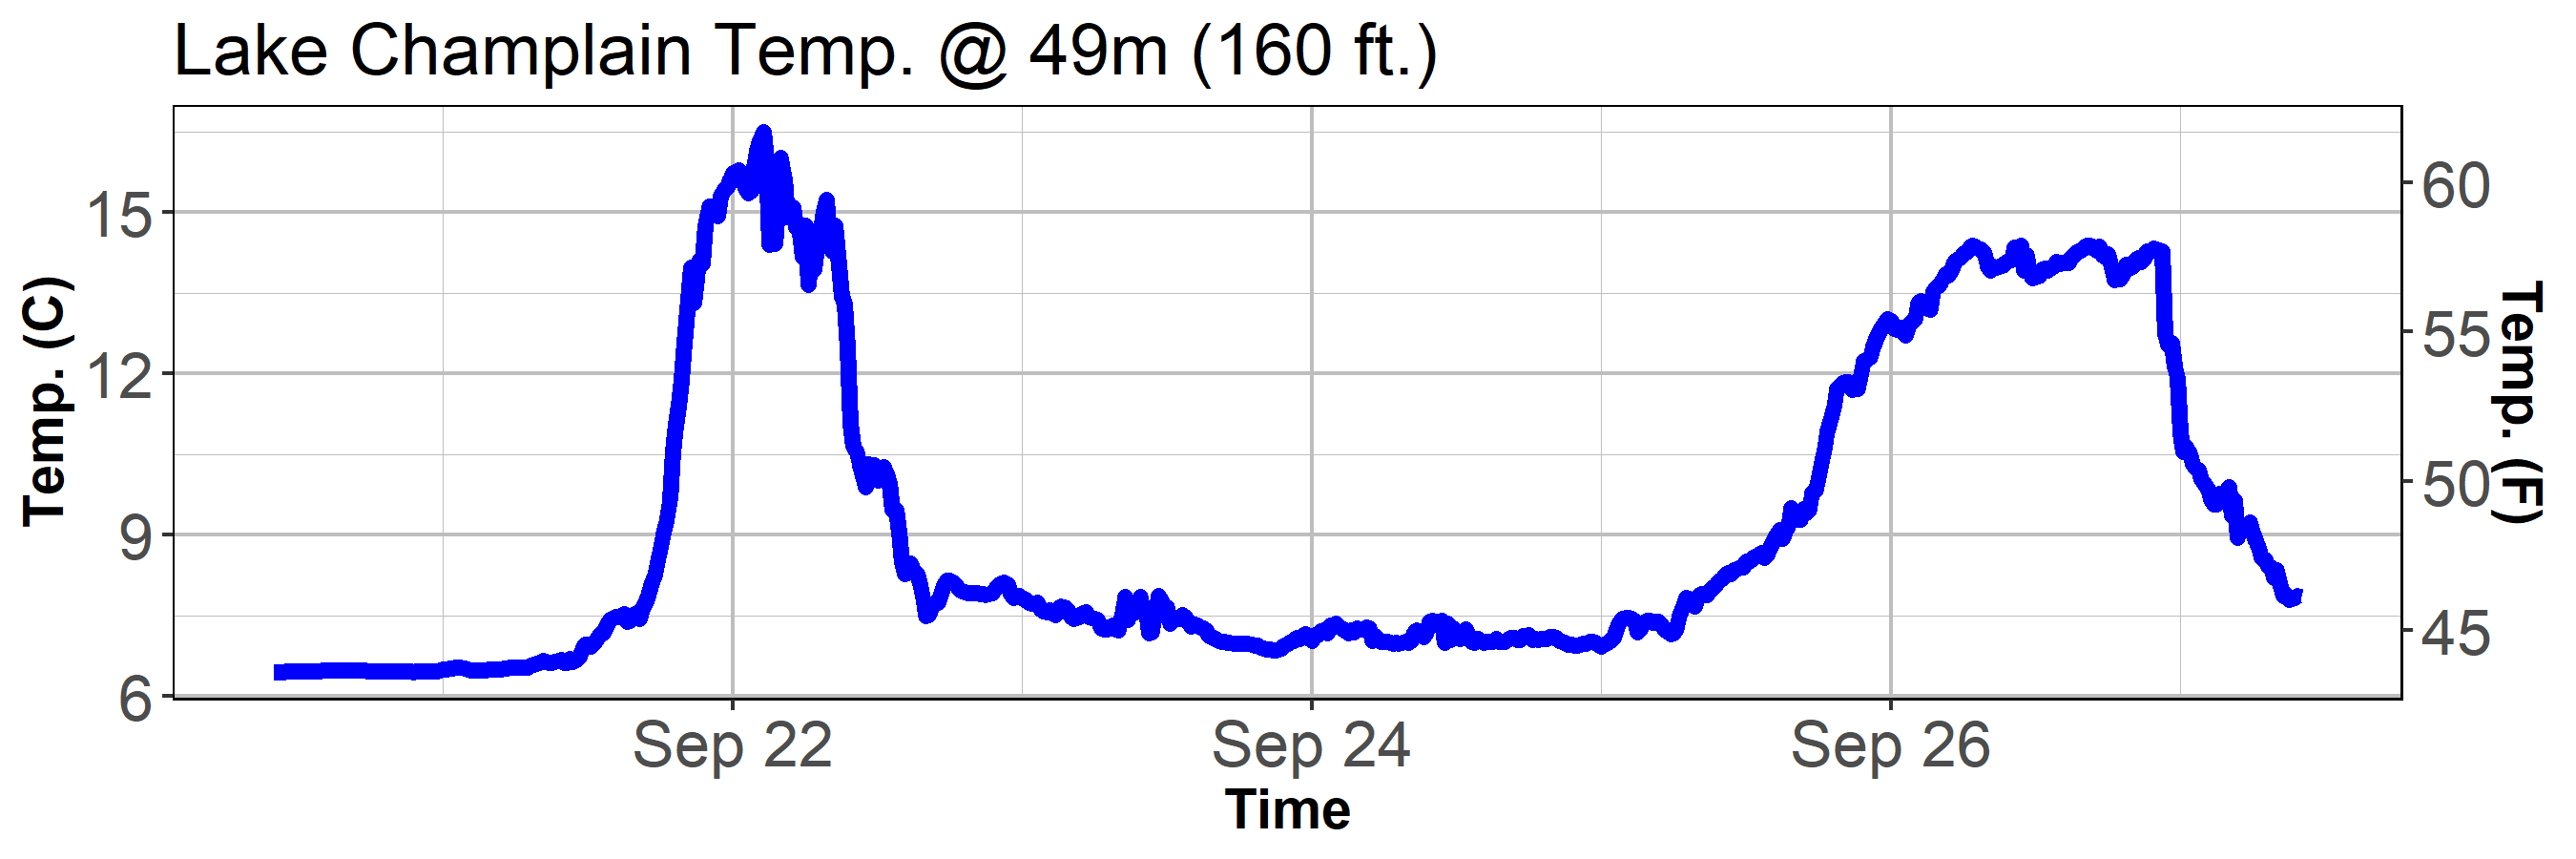 Lake Champlain Temp. @ 49m (160 ft.)
Temp. (C)
15
12
9
6
60
55
50
45
Temp. (F)
Sep 22 Sep 24 Sep 26
Time